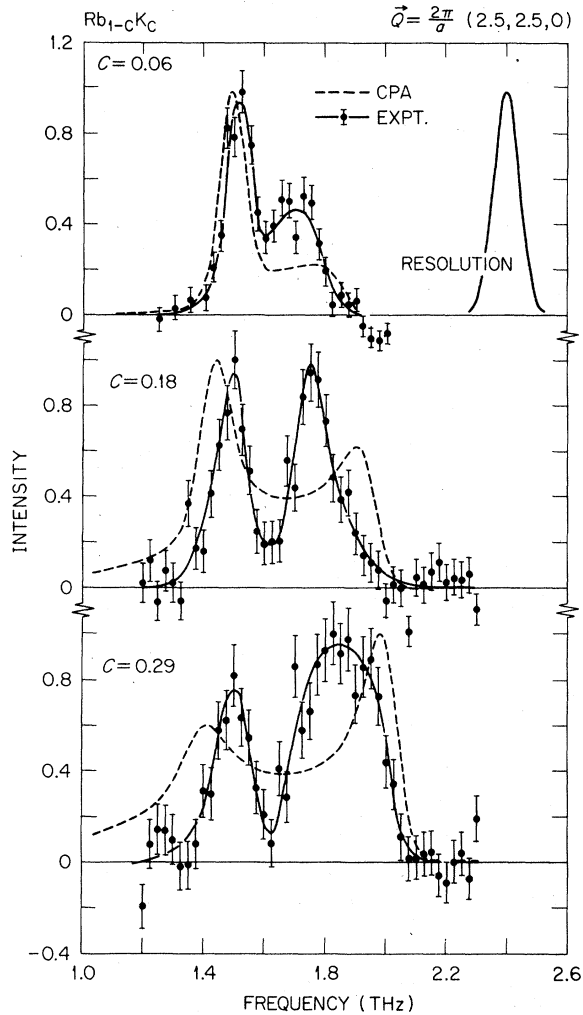 Rb1-CKC
Q⃗ = 2π/a (2.5, 2.5, 0)
1.2
C = 0.06
CPA
EXPT.
0.8
0.4
RESOLUTION
0
C = 0.18
0.8
INTENSITY
0.4
0
C = 0.29
0.8
0.4
0
-0.4
1.0 1.4 1.8 2.2 2.6
FREQUENCY (THz)